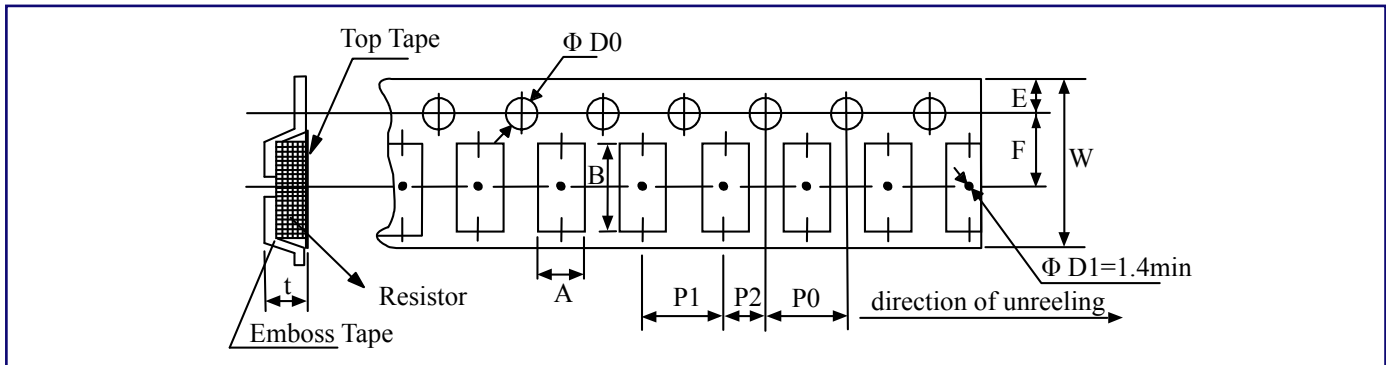 Top Tape
Φ D0
E
F
W
B
Φ D1=1.4min
t
Resistor
A
P1
P2
P0
direction of unreeling
Emboss Tape